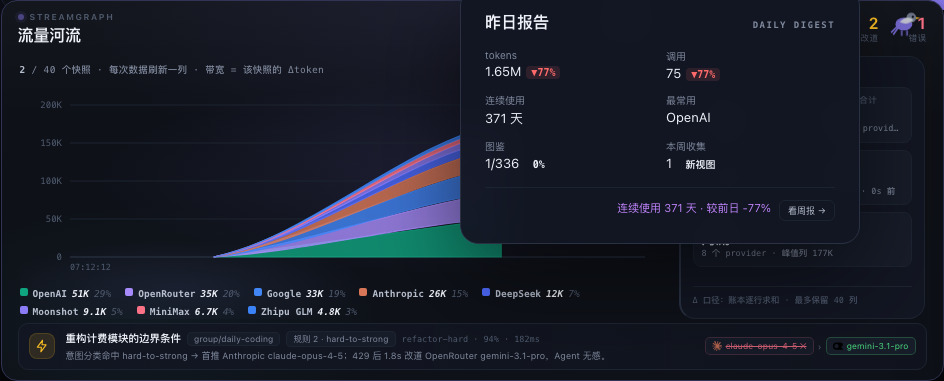 STREAMGRAPH
流量河流
2 / 40 个快照 · 每次数据刷新一列 · 带宽 = 该快照的 Δtoken
200K
150K
100K
50K
0
07:12:12
OpenAI 51K 29%
OpenRouter 35K 20%
Google 33K 19%
Anthropic 26K 15%
DeepSeek 12K 7%
Moonshot 9.1K 5%
MiniMax 6.7K 4%
Zhipu GLM 4.8K 3%
昨日报告
DAILY DIGEST
tokens
1.65M ▼77%
调用
75 ▼77%
连续使用
371 天
最常用
OpenAI
图鉴
1/336 0%
本周收集
1 新视图
连续使用 371 天 · 较前日 -77%
看周报 →
2
改道
1
错误
合计
provid…
· 0s 前
8 个 provider · 峰值列 177K
Δ 口径: 账本逐行求和 · 最多保留 40 列
重构计费模块的边界条件 group/daily-coding 规则 2 · hard-to-strong refactor-hard · 94% · 182ms
意图分类命中 hard-to-strong → 首推 Anthropic claude-opus-4-5; 429 后 1.8s 改道 OpenRouter gemini-3.1-pro。Agent 无感。
claude-opus-4-5 ✕ › gemini-3.1-pro